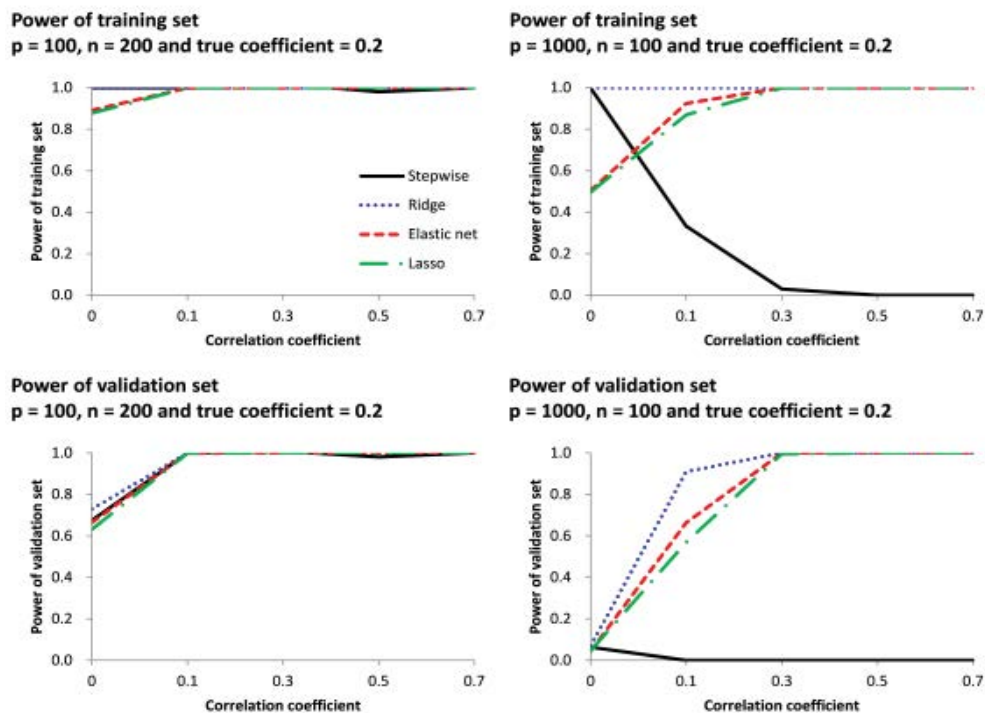 Power of training set
p = 100, n = 200 and true coefficient = 0.2
Power of training set
1.0
0.8
0.6
0.4
0.2
0.0
0 0.1 0.3 0.5 0.7
Correlation coefficient
Stepwise
Ridge
Elastic net
Lasso
Power of training set
p = 1000, n = 100 and true coefficient = 0.2
Power of training set
1.0
0.8
0.6
0.4
0.2
0.0
0 0.1 0.3 0.5 0.7
Correlation coefficient
Power of validation set
p = 100, n = 200 and true coefficient = 0.2
Power of validation set
1.0
0.8
0.6
0.4
0.2
0.0
0 0.1 0.3 0.5 0.7
Correlation coefficient
Power of validation set
p = 1000, n = 100 and true coefficient = 0.2
Power of validation set
1.0
0.8
0.6
0.4
0.2
0.0
0 0.1 0.3 0.5 0.7
Correlation coefficient